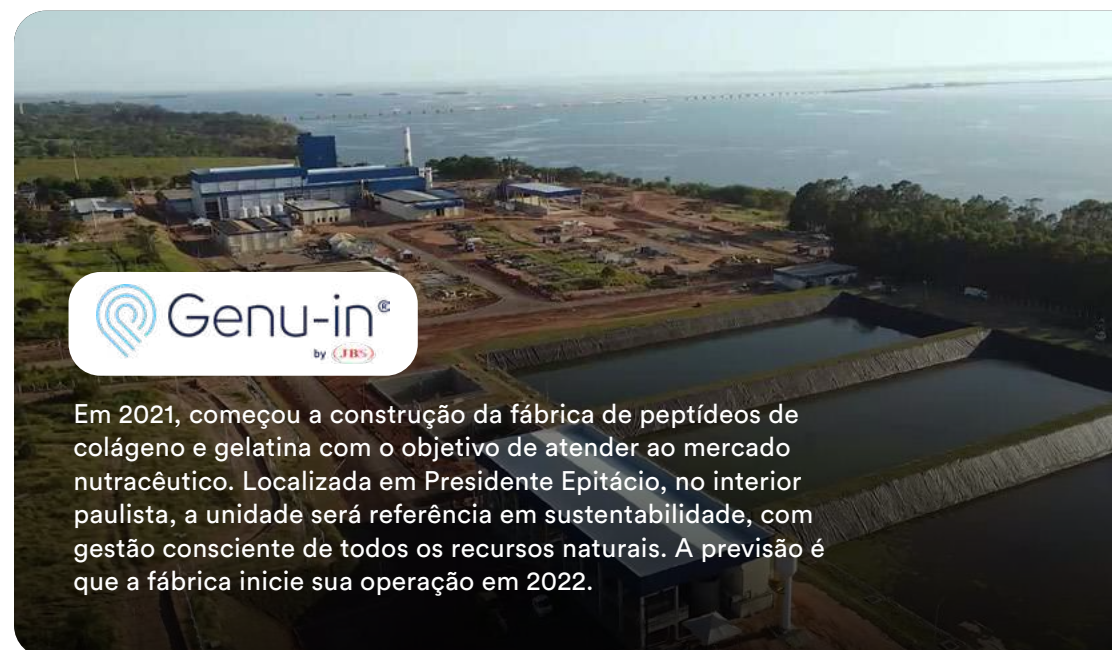 Genu-in®
by JBS
Em 2021, começou a construção da fábrica de peptídeos de
colágeno e gelatina com o objetivo de atender ao mercado
nutracêutico. Localizada em Presidente Epitácio, no interior
paulista, a unidade será referência em sustentabilidade, com
gestão consciente de todos os recursos naturais. A previsão é
que a fábrica inicie sua operação em 2022.